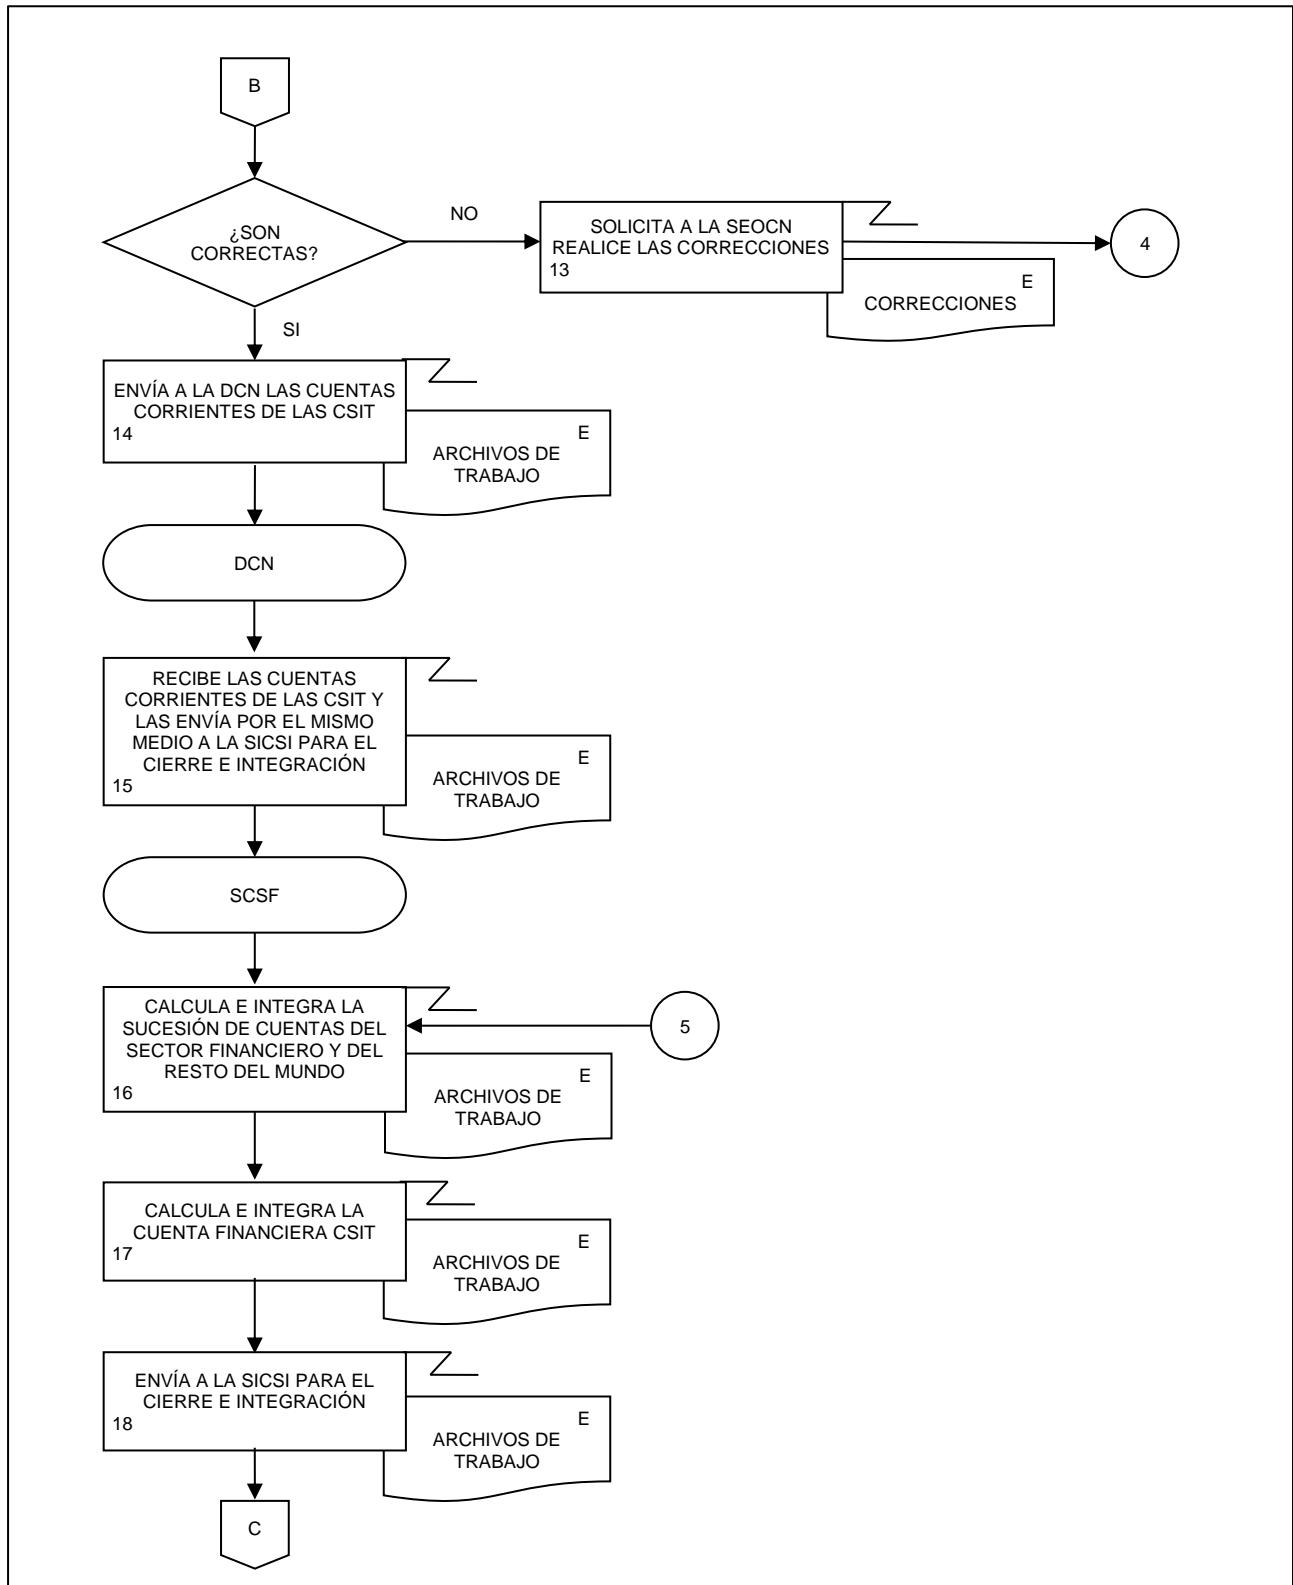 B
¿SON
CORRECTAS?
NO
SOLICITA A LA SEOCN
REALICE LAS CORRECCIONES
13
E
CORRECCIONES
4
SI
ENVÍA A LA DCN LAS CUENTAS
CORRIENTES DE LAS CSIT
14
E
ARCHIVOS DE
TRABAJO
DCN
RECIBE LAS CUENTAS
CORRIENTES DE LAS CSIT Y
LAS ENVÍA POR EL MISMO
MEDIO A LA SICSI PARA EL
CIERRE E INTEGRACIÓN
15
E
ARCHIVOS DE
TRABAJO
SCSF
CALCULA E INTEGRA LA
SUCESIÓN DE CUENTAS DEL
SECTOR FINANCIERO Y DEL
RESTO DEL MUNDO
16
5
E
ARCHIVOS DE
TRABAJO
CALCULA E INTEGRA LA
CUENTA FINANCIERA CSIT
17
E
ARCHIVOS DE
TRABAJO
ENVÍA A LA SICSI PARA EL
CIERRE E INTEGRACIÓN
18
E
ARCHIVOS DE
TRABAJO
C